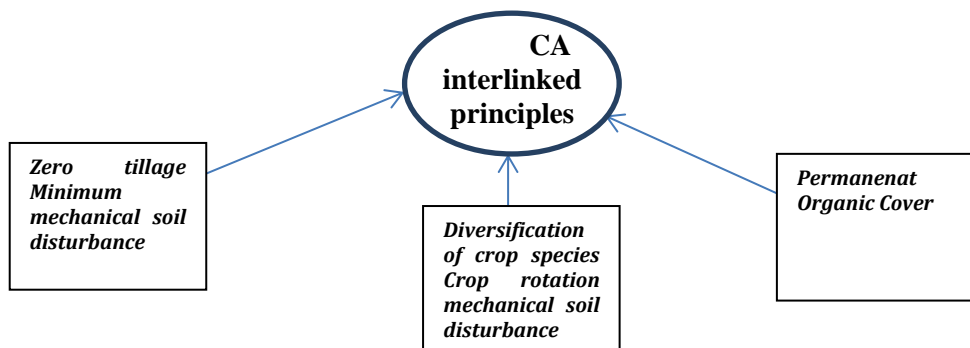 CA
interlinked
principles
Zero tillage
Minimum
mechanical soil
disturbance
Diversification
of crop species
Crop rotation
mechanical soil
disturbance
Permanenat
Organic Cover